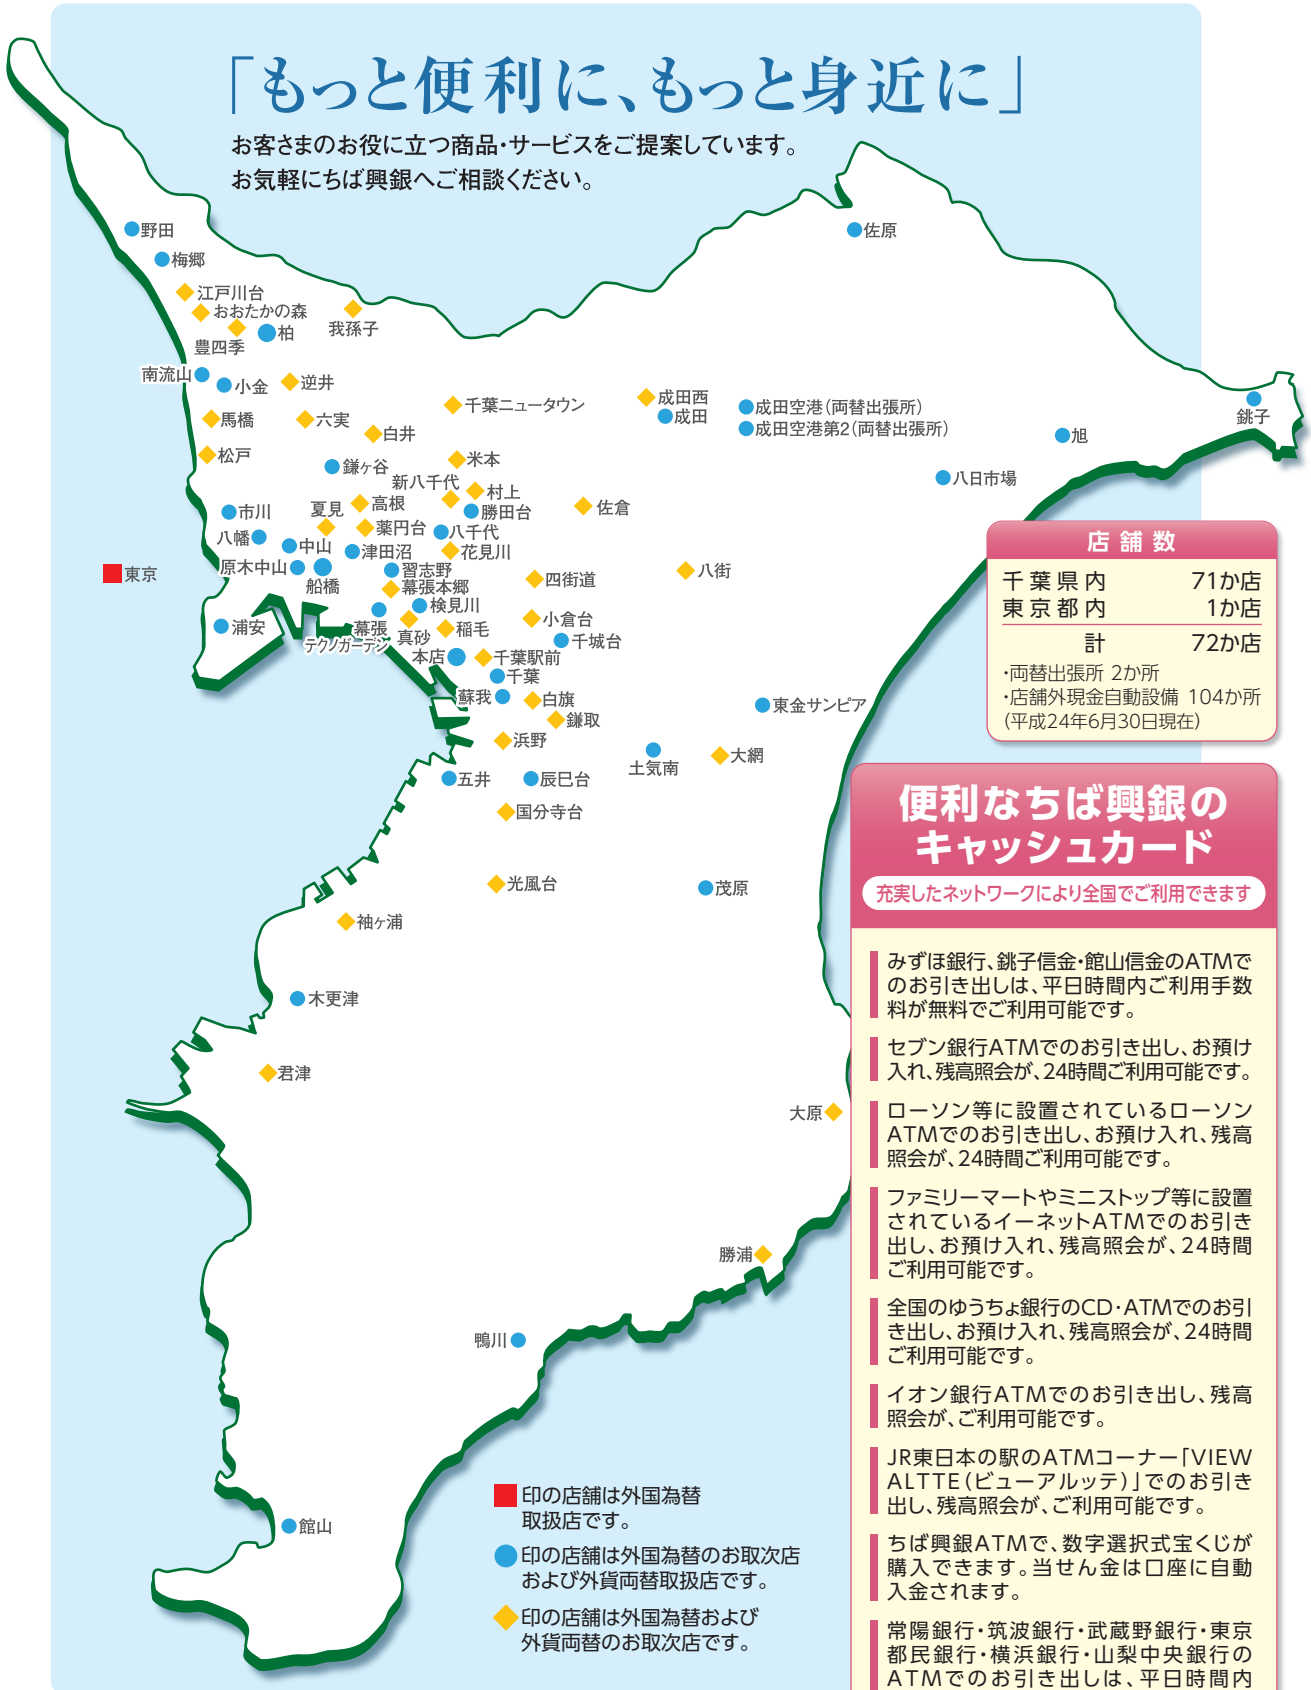 「もっと便利に、もっと身近に」
お客さまのお役に立つ商品・サービスをご提案しています。
お気軽にちば興銀へご相談ください。
野田
佐原
梅郷
江戸川台
おおたかの森
我孫子
柏
豊四季
南流山
小金
逆井
千葉ニュータウン
成田西
成田
成田空港(両替出張所)
成田空港第2(両替出張所)
銚子
旭
馬橋
六実
白井
松戸
鎌ヶ谷
米本
八日市場
新八千代
村上
市川
夏見
高根
勝田台
佐倉
八幡
中山
薬円台
八千代
津田沼
花見川
東京
原木中山
船橋
習志野
四街道
八街
幕張本郷
検見川
浦安
幕張
テクノガーデン
真砂
稲毛
小倉台
千城台
本店
千葉駅前
千葉
蘇我
白旗
鎌取
東金サンピア
浜野
土気南
大網
五井
辰巳台
国分寺台
光風台
茂原
袖ヶ浦
木更津
君津
大原
勝浦
鴨川
館山
店舗数
千葉県内 71か店
東京都内 1か店
計 72か店
・両替出張所 2か所
・店舗外現金自動設備 104か所
(平成24年6月30日現在)
便利なちば興銀の
キャッシュカード
充実したネットワークにより全国でご利用できます
みずほ銀行、銚子信金・館山信金のATMで
のお引き出しは、平日時間内ご利用手数
料が無料でご利用可能です。
セブン銀行ATMでのお引き出し、お預け
入れ、残高照会が、24時間ご利用可能です。
ローソン等に設置されているローソン
ATMでのお引き出し、お預け入れ、残高
照会が、24時間ご利用可能です。
ファミリーマートやミニストップ等に設置
されているイーネットATMでのお引き
出し、お預け入れ、残高照会が、24時間
ご利用可能です。
全国のゆうちょ銀行のCD・ATMでのお引
き出し、お預け入れ、残高照会が、24時間
ご利用可能です。
イオン銀行ATMでのお引き出し、残高
照会が、ご利用可能です。
JR東日本の駅のATMコーナー「VIEW
ALTTE(ビューアルッテ)」でのお引き
出し、残高照会が、ご利用可能です。
ちば興銀ATMで、数字選択式宝くじが
購入できます。当せん金は口座に自動
入金されます。
常陽銀行・筑波銀行・武蔵野銀行・東京
都民銀行・横浜銀行・山梨中央銀行の
ATMでのお引き出しは、平日時間内
印の店舗は外国為替
取扱店です。
印の店舗は外国為替のお取次店
および外貨両替取扱店です。
印の店舗は外国為替および
外貨両替のお取次店です。